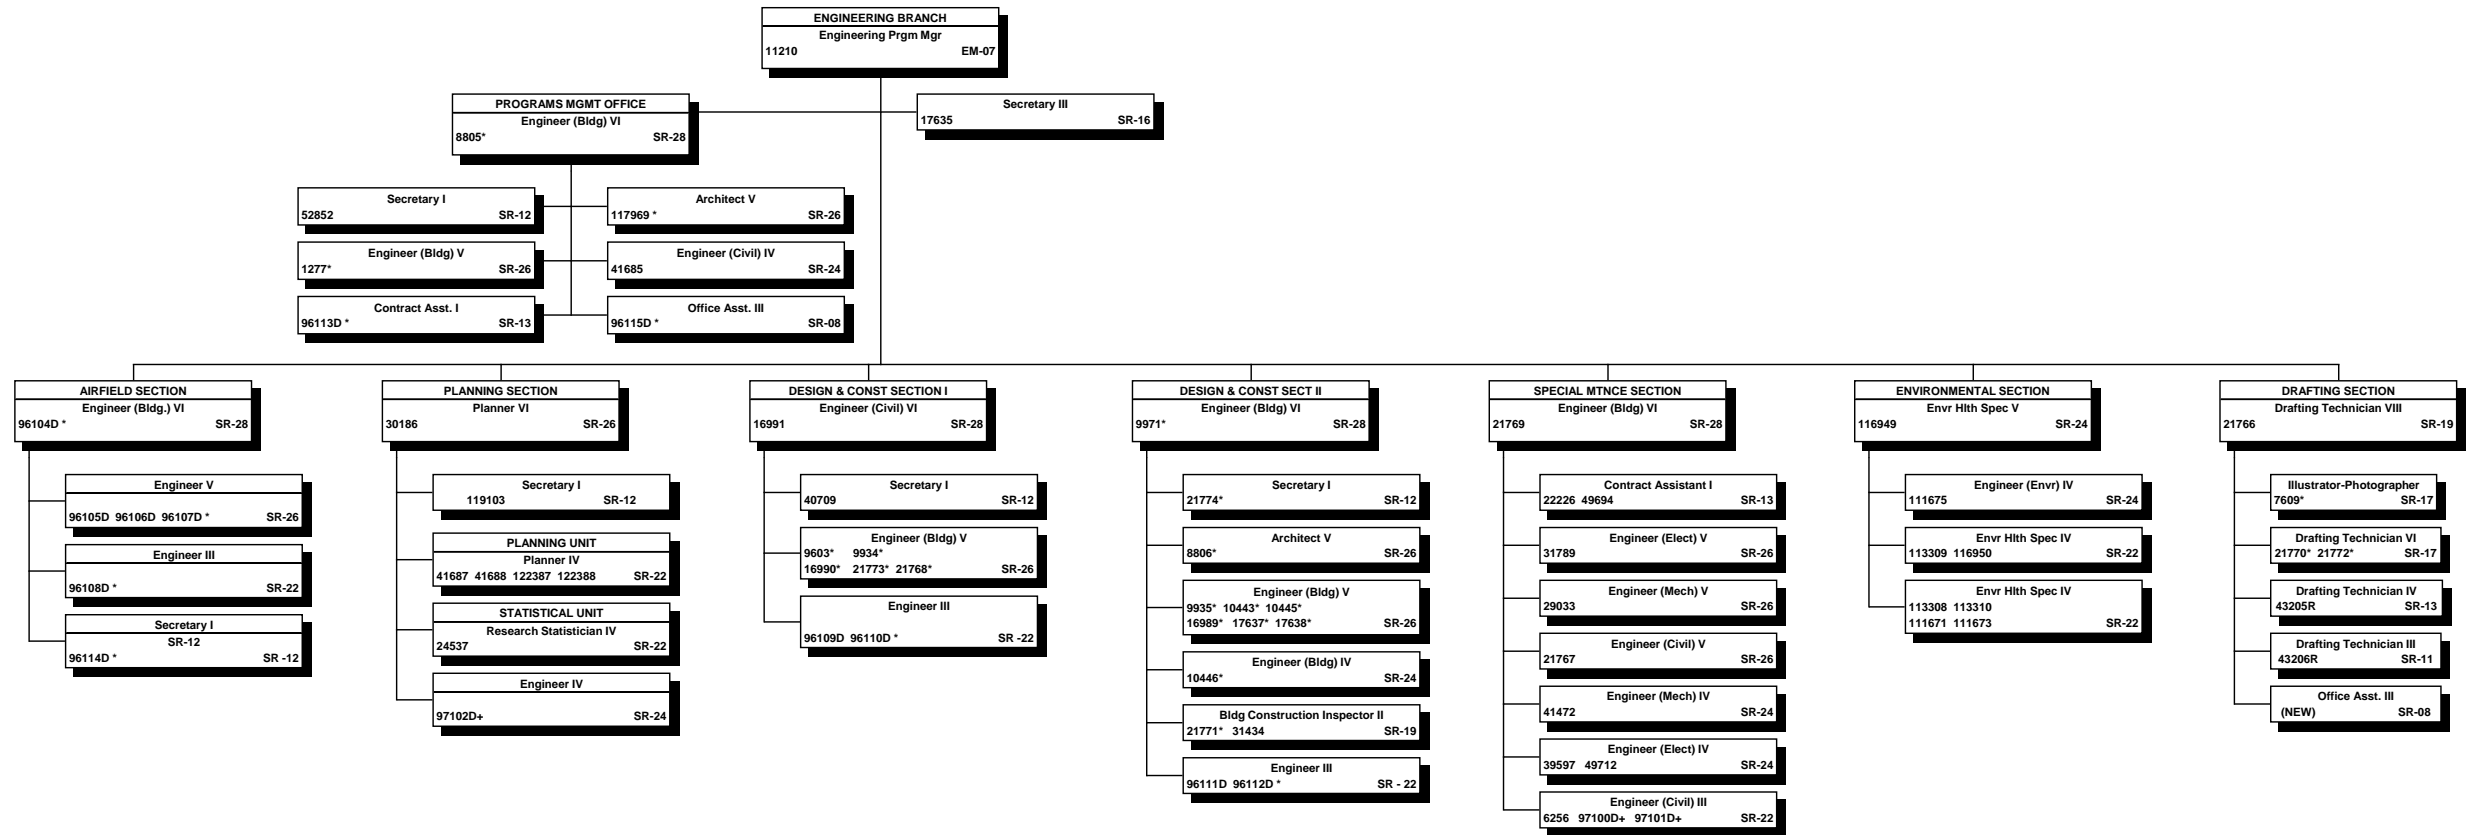 ENGINEERING BRANCH
Engineering Prgm Mgr
11210 EM-07
PROGRAMS MGMT OFFICE
Engineer (Bldg) VI
8805* SR-28
Secretary III
17635 SR-16
Secretary I
52852 SR-12
Architect V
117969 * SR-26
Engineer (Bldg) V
1277* SR-26
Engineer (Civil) IV
41685 SR-24
Contract Asst. I
96113D * SR-13
Office Asst. III
96115D * SR-08
AIRFIELD SECTION
Engineer (Bldg.) VI
96104D * SR-28
Engineer V
96105D 96106D 96107D * SR-26
Engineer III
96108D * SR-22
Secretary I
SR-12
96114D * SR -12
PLANNING SECTION
Planner VI
30186 SR-26
Secretary I
119103 SR-12
PLANNING UNIT
Planner IV
41687 41688 122387 122388 SR-22
STATISTICAL UNIT
Research Statistician IV
24537 SR-22
Engineer IV
97102D+ SR-24
DESIGN & CONST SECTION I
Engineer (Civil) VI
16991 SR-28
Secretary I
40709 SR-12
Engineer (Bldg) V
9603* 9934*
16990* 21773* 21768* SR-26
Engineer III
96109D 96110D * SR -22
DESIGN & CONST SECT II
Engineer (Bldg) VI
9971* SR-28
Secretary I
21774* SR-12
Architect V
8806* SR-26
Engineer (Bldg) V
9935* 10443* 10445*
16989* 17637* 17638* SR-26
Engineer (Bldg) IV
10446* SR-24
Bldg Construction Inspector II
21771* 31434 SR-19
Engineer III
96111D 96112D * SR - 22
SPECIAL MTNCE SECTION
Engineer (Bldg) VI
21769 SR-28
Contract Assistant I
22226 49694 SR-13
Engineer (Elect) V
31789 SR-26
Engineer (Mech) V
29033 SR-26
Engineer (Civil) V
21767 SR-26
Engineer (Mech) IV
41472 SR-24
Engineer (Elect) IV
39597 49712 SR-24
Engineer (Civil) III
6256 97100D+ 97101D+ SR-22
ENVIRONMENTAL SECTION
Envr Hlth Spec V
116949 SR-24
Engineer (Envr) IV
111675 SR-24
Envr Hlth Spec IV
113309 116950 SR-22
Envr Hlth Spec IV
113308 113310
111671 111673 SR-22
DRAFTING SECTION
Drafting Technician VIII
21766 SR-19
Illustrator-Photographer
7609* SR-17
Drafting Technician VI
21770* 21772* SR-17
Drafting Technician IV
43205R SR-13
Drafting Technician III
43206R SR-11
Office Asst. III
(NEW) SR-08